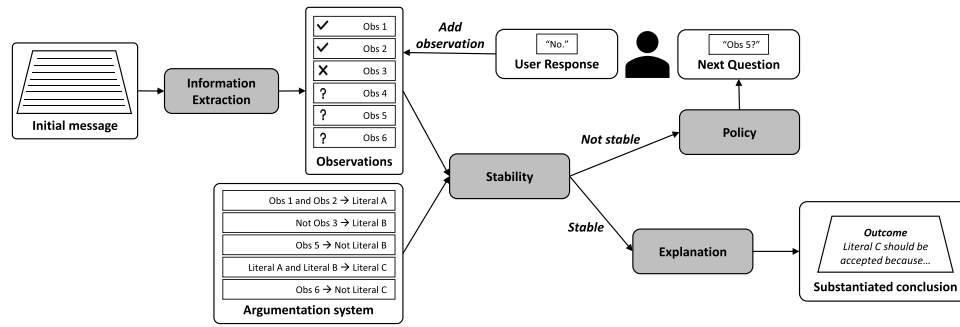 Initial message
Information
Extraction
✓ Obs 1
✓ Obs 2
✗ Obs 3
? Obs 4
? Obs 5
? Obs 6
Observations
Add
observation
"No."
User Response
"Obs 5?"
Next Question
Obs 1 and Obs 2 → Literal A
Not Obs 3 → Literal B
Obs 5 → Not Literal B
Literal A and Literal B → Literal C
Obs 6 → Not Literal C
Argumentation system
Stability
Not stable
Policy
Stable
Explanation
Outcome
Literal C should be
accepted because...
Substantiated conclusion